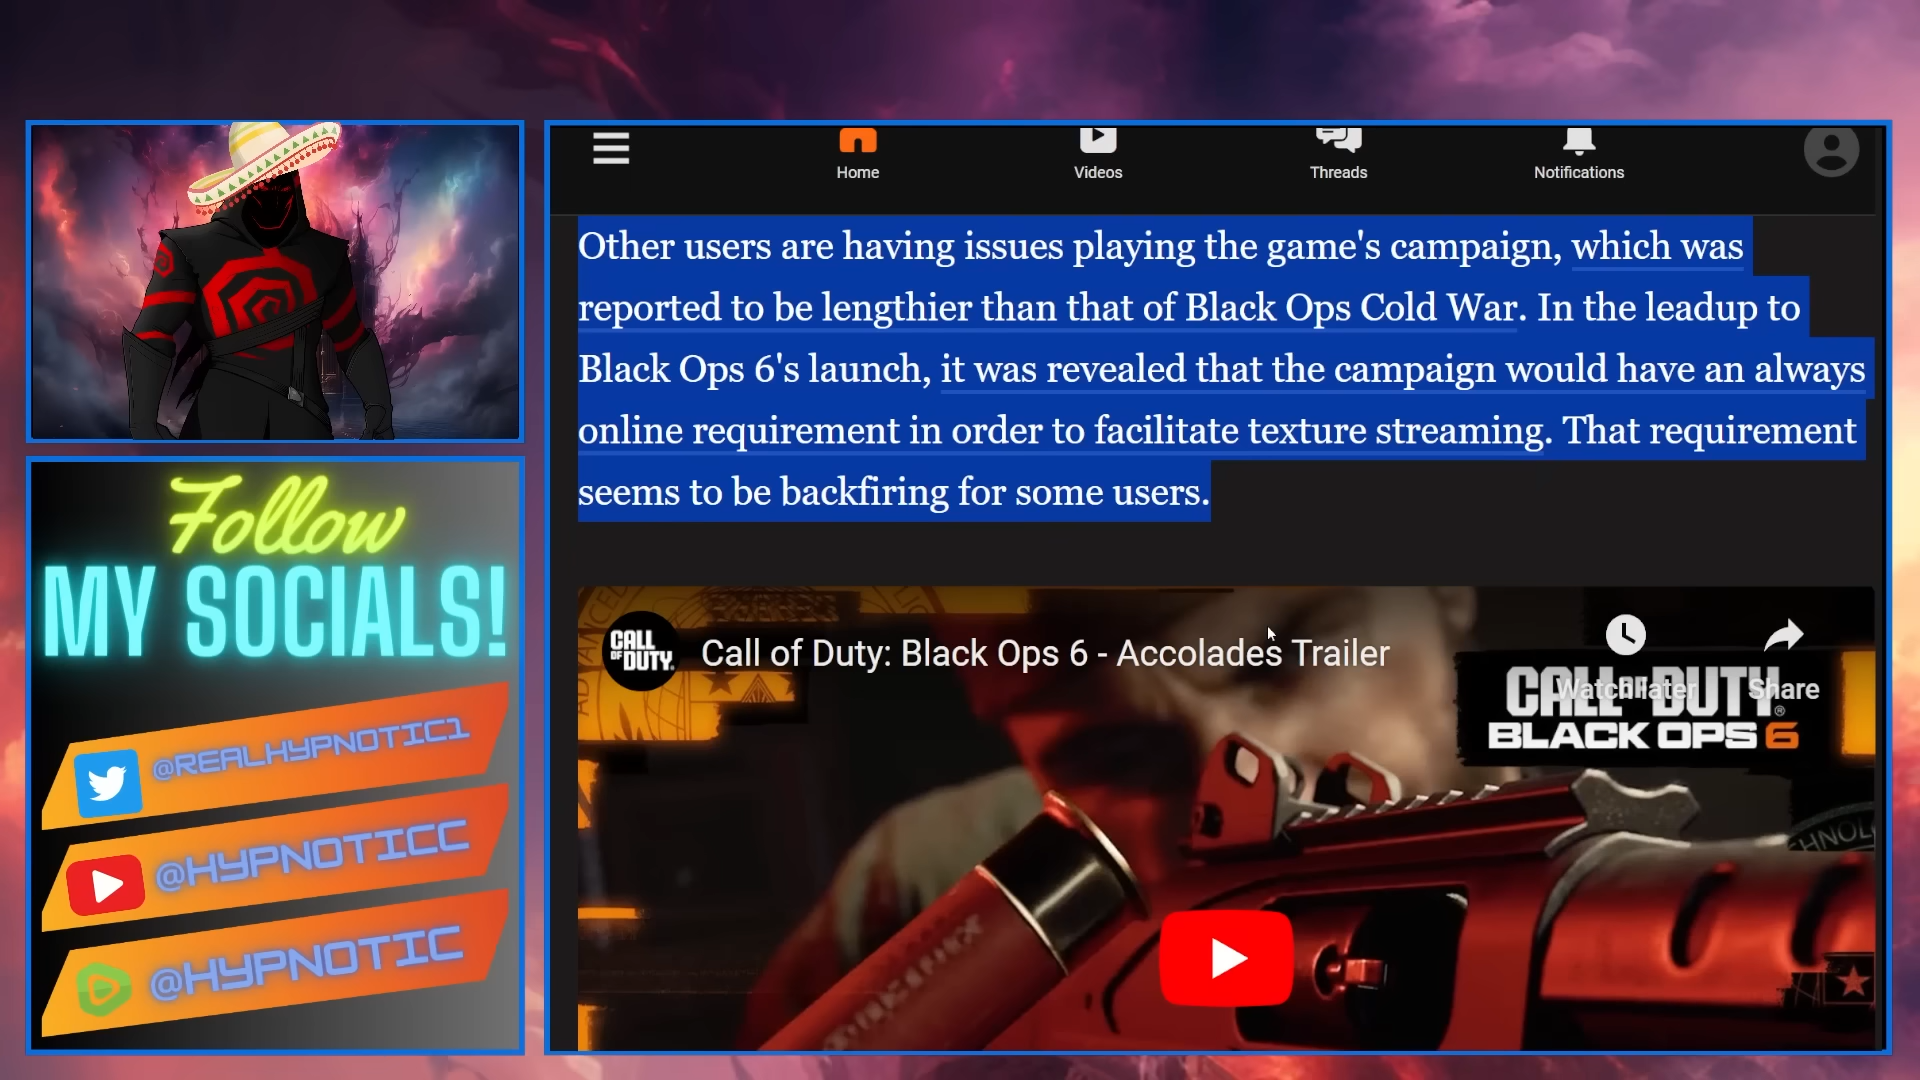 Home
Videos
Threads
Notifications
Other users are having issues playing the game's campaign, which was
reported to be lengthier than that of Black Ops Cold War. In the leadup to
Black Ops 6's launch, it was revealed that the campaign would have an always
online requirement in order to facilitate texture streaming. That requirement
seems to be backfiring for some users.
CALL OF DUTY
Call of Duty: Black Ops 6 - Accolades Trailer
Watch later
Share
CALL OF DUTY
BLACK OPS 6
Follow
MY SOCIALS!
@REALHYPNOTIC1
@HYPNOTICC
@HYPNOTIC